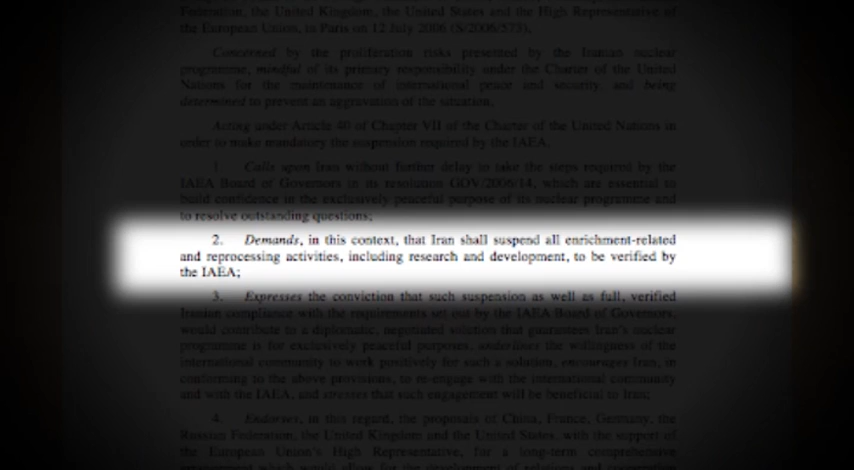 Federation, the United Kingdom, the United States and the High Representative of
the European Union, in Paris on 12 July 2006 (S/2006/573),
Concerned by the proliferation risks presented by the Iranian nuclear
programme, mindful of its primary responsibility under the Charter of the United
Nations for the maintenance of international peace and security, and being
determined to prevent an aggravation of the situation,
Acting under Article 40 of Chapter VII of the Charter of the United Nations in
order to make mandatory the suspension required by the IAEA,
1. Calls upon Iran without further delay to take the steps required by the
IAEA Board of Governors in its resolution GOV/2006/14, which are essential to
build confidence in the exclusively peaceful purpose of its nuclear programme and
to resolve outstanding questions;
2. Demands, in this context, that Iran shall suspend all enrichment-related
and reprocessing activities, including research and development, to be verified by
the IAEA;
3. Expresses the conviction that such suspension as well as full, verified
Iranian compliance with the requirements set out by the IAEA Board of Governors,
would contribute to a diplomatic, negotiated solution that guarantees Iran's nuclear
programme is for exclusively peaceful purposes, underlines the willingness of the
international community to work positively for such a solution, encourages Iran, in
conforming to the above provisions, to re-engage with the international community
and with the IAEA, and stresses that such engagement will be beneficial to Iran;
4. Endorses, in this regard, the proposals of China, France, Germany, the
Russian Federation, the United Kingdom and the United States, with the support of
the European Union's High Representative, for a long-term comprehensive